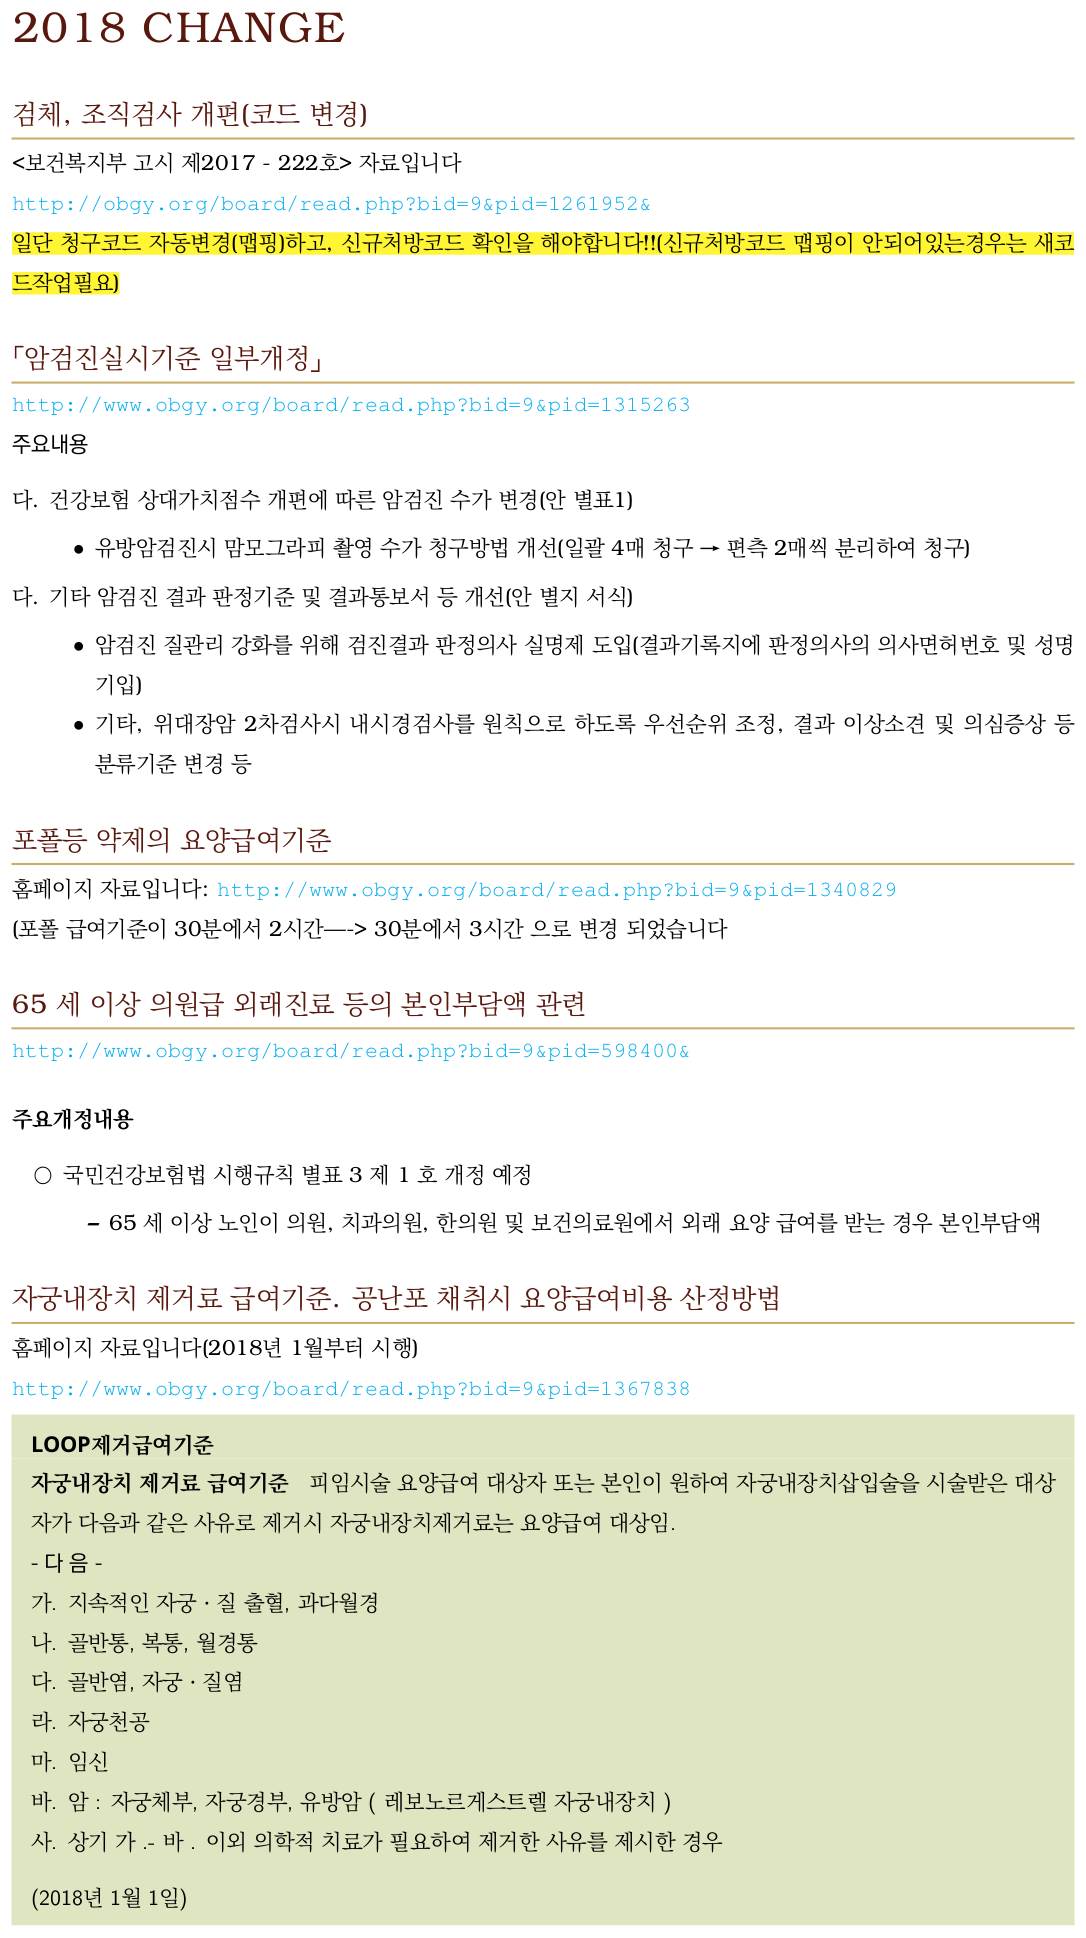 2018 CHANGE
검체, 조직검사 개편(코드 변경)
<보건복지부 고시 제2017 - 222호> 자료입니다
http://obgy.org/board/read.php?bid=9&pid=1261952&
일단 청구코드 자동변경(맵핑)하고, 신규처방코드 확인을 해야합니다!!(신규처방코드 맵핑이 안되어있는경우는 새코
드작업필요)
「암검진실시기준 일부개정」
http://www.obgy.org/board/read.php?bid=9&pid=1315263
주요내용
다. 건강보험 상대가치점수 개편에 따른 암검진 수가 변경(안 별표1)
• 유방암검진시 맘모그라피 촬영 수가 청구방법 개선(일괄 4매 청구 → 편측 2매씩 분리하여 청구)
다. 기타 암검진 결과 판정기준 및 결과통보서 등 개선(안 별지 서식)
• 암검진 질관리 강화를 위해 검진결과 판정의사 실명제 도입(결과기록지에 판정의사의 의사면허번호 및 성명
기입)
• 기타, 위대장암 2차검사시 내시경검사를 원칙으로 하도록 우선순위 조정, 결과 이상소견 및 의심증상 등
분류기준 변경 등
포폴등 약제의 요양급여기준
홈페이지 자료입니다: http://www.obgy.org/board/read.php?bid=9&pid=1340829
(포폴 급여기준이 30분에서 2시간—-> 30분에서 3시간 으로 변경 되었습니다
65 세 이상 의원급 외래진료 등의 본인부담액 관련
http://www.obgy.org/board/read.php?bid=9&pid=598400&
주요개정내용
○ 국민건강보험법 시행규칙 별표 3 제 1 호 개정 예정
– 65 세 이상 노인이 의원, 치과의원, 한의원 및 보건의료원에서 외래 요양 급여를 받는 경우 본인부담액
자궁내장치 제거료 급여기준. 공난포 채취시 요양급여비용 산정방법
홈페이지 자료입니다(2018년 1월부터 시행)
http://www.obgy.org/board/read.php?bid=9&pid=1367838
LOOP제거급여기준
자궁내장치 제거료 급여기준 피임시술 요양급여 대상자 또는 본인이 원하여 자궁내장치삽입술을 시술받은 대상
자가 다음과 같은 사유로 제거시 자궁내장치제거료는 요양급여 대상임.
- 다 음 -
가. 지속적인 자궁 · 질 출혈, 과다월경
나. 골반통, 복통, 월경통
다. 골반염, 자궁 · 질염
라. 자궁천공
마. 임신
바. 암 : 자궁체부, 자궁경부, 유방암 ( 레보노르게스트렐 자궁내장치 )
사. 상기 가 .- 바 . 이외 의학적 치료가 필요하여 제거한 사유를 제시한 경우
(2018년 1월 1일)